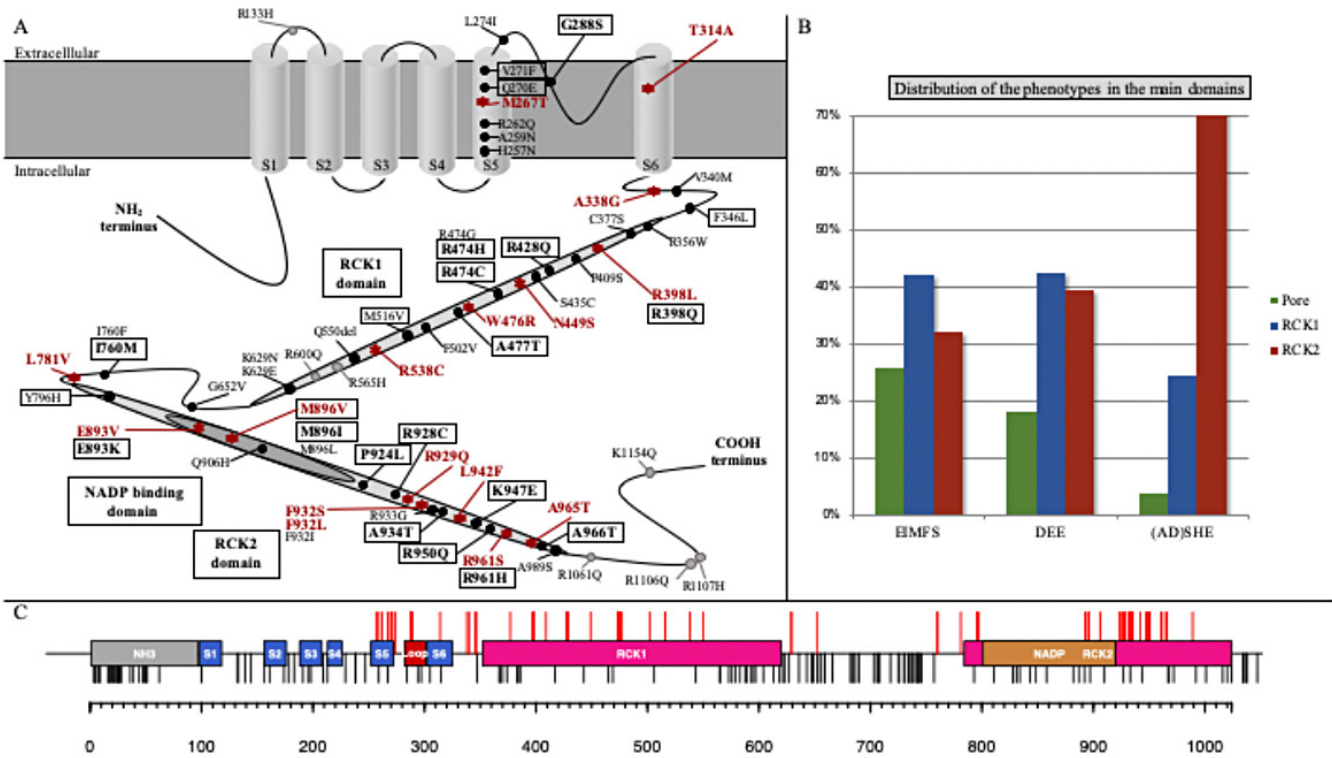 A
R133H
L274I
G288S
T314A
Extracelllular
V271F
Q270E
M267T
R262Q
A259N
H257N
S1
S2
S3
S4
S5
S6
Intracellular
V340M
A338G
F346L
NH₂
terminus
C377S
R356W
R474G
R474H
R428Q
R474C
RCK1
domain
P409S
S435C
R398L
R398Q
M516V
W476R
N449S
Q550del
A477T
F502V
I760F
I760M
K629N
K629E
R600Q
R565H
R538C
L781V
G652V
Y796H
M896V
E893V
E893K
M896I
M896L
R928C
P924L
Q906H
R929Q
L942F
K1154Q
COOH
terminus
NADP binding
domain
K947E
F932S
F932L
F932I
R933G
A934T
A965T
A966T
RCK2
domain
R950Q
R961S
R961H
A989S
R1061Q
R1106Q
R1107H
B
Distribution of the phenotypes in the main domains
70%
60%
50%
40%
30%
20%
10%
0%
EIMFS
DEE
(AD)SHE
Pore
RCK1
RCK2
C
NH3
S1
S2
S3
S4
S5
Loop
S6
RCK1
NADP
RCK2
0
100
200
300
400
500
600
700
800
900
1000